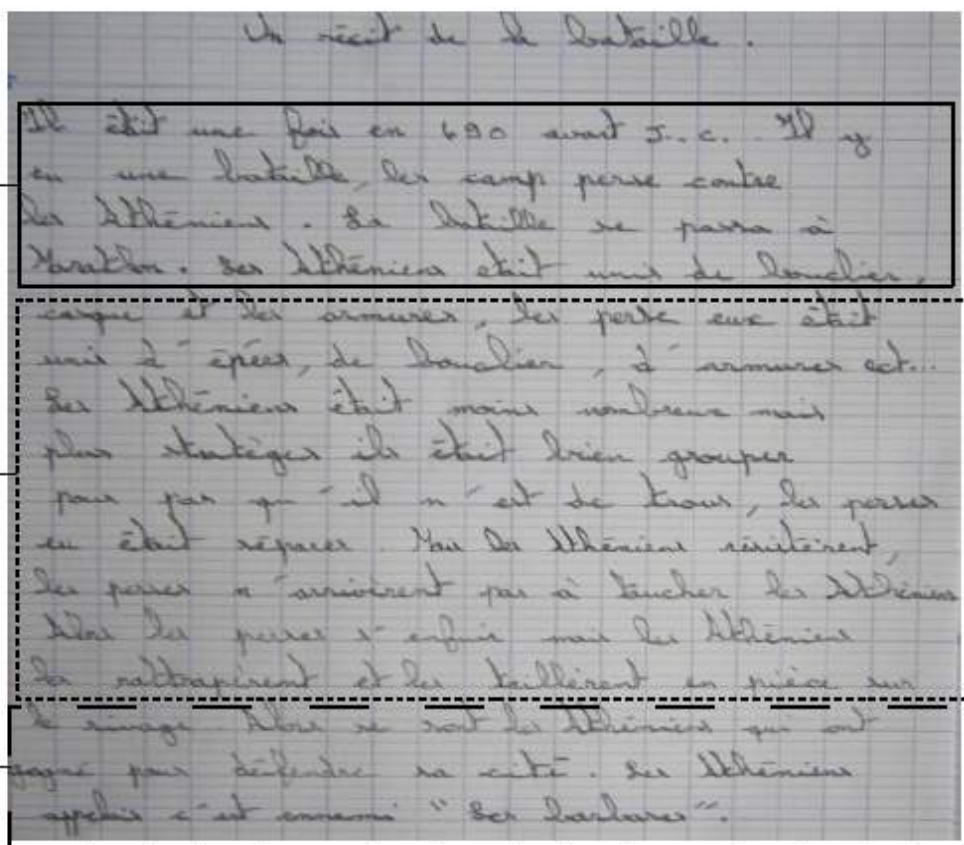 Un récit de la bataille.
Il était une fois en 490 avant J.-c.. Il y
eu une bataille, les camp perse contre
les Athéniens. La bataille se passa à
Marathon. Les Athéniens était unis de bouclier,
casque et des armures, les perse eux était
unis d'épées, de bouclier, d'armures ect...
Les Athéniens était moins nombreux mais
plus stratèges ils était bien grouper
pour pas qu'il n'est de trous, les perses
eu était séparer. Mais les Athéniens résistèrent,
les perses n'arrivèrent pas à toucher les Athéniens
Alors les perses s'enfuir mais les Athéniens
les rattrapèrent et les taillèrent en pièce sur
le rivage. Alors se sont les Athéniens qui ont
gagné pour défendre sa cité. Les Athéniens
appelais c'est ennemi "Les barbares".